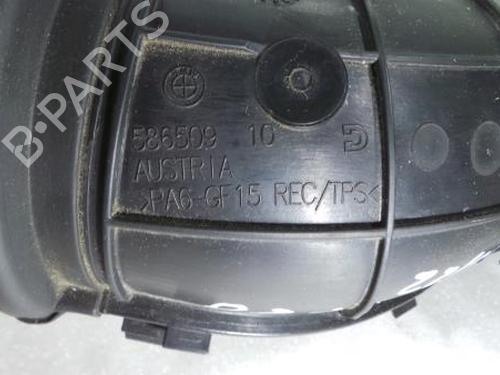 B-PARTS
586509 10
AUSTRIA
>PA6-GF15 REC/TPS<